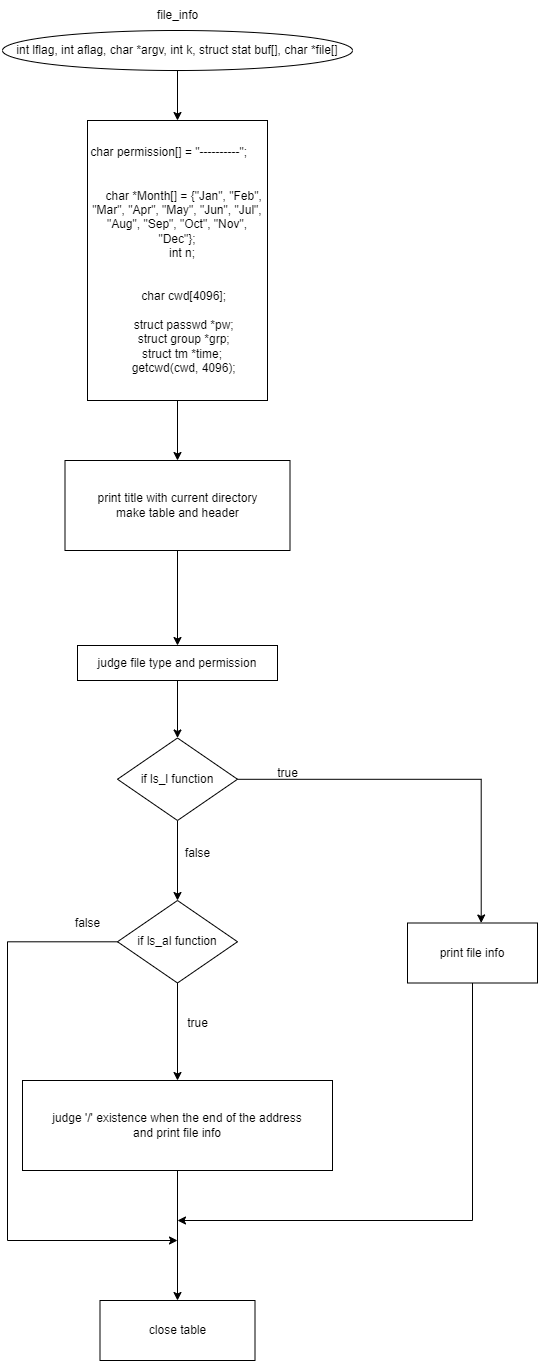 file_info
int lflag, int aflag, char *argv, int k, struct stat buf[], char *file[]
char permission[] = "----------";
char *Month[] = {"Jan", "Feb",
"Mar", "Apr", "May", "Jun", "Jul",
"Aug", "Sep", "Oct", "Nov",
"Dec"};
int n;
char cwd[4096];
struct passwd *pw;
struct group *grp;
struct tm *time;
getcwd(cwd, 4096);
print title with current directory
make table and header
judge file type and permission
if ls_l function
true
false
if ls_al function
false
print file info
true
judge '/' existence when the end of the address
and print file info
close table